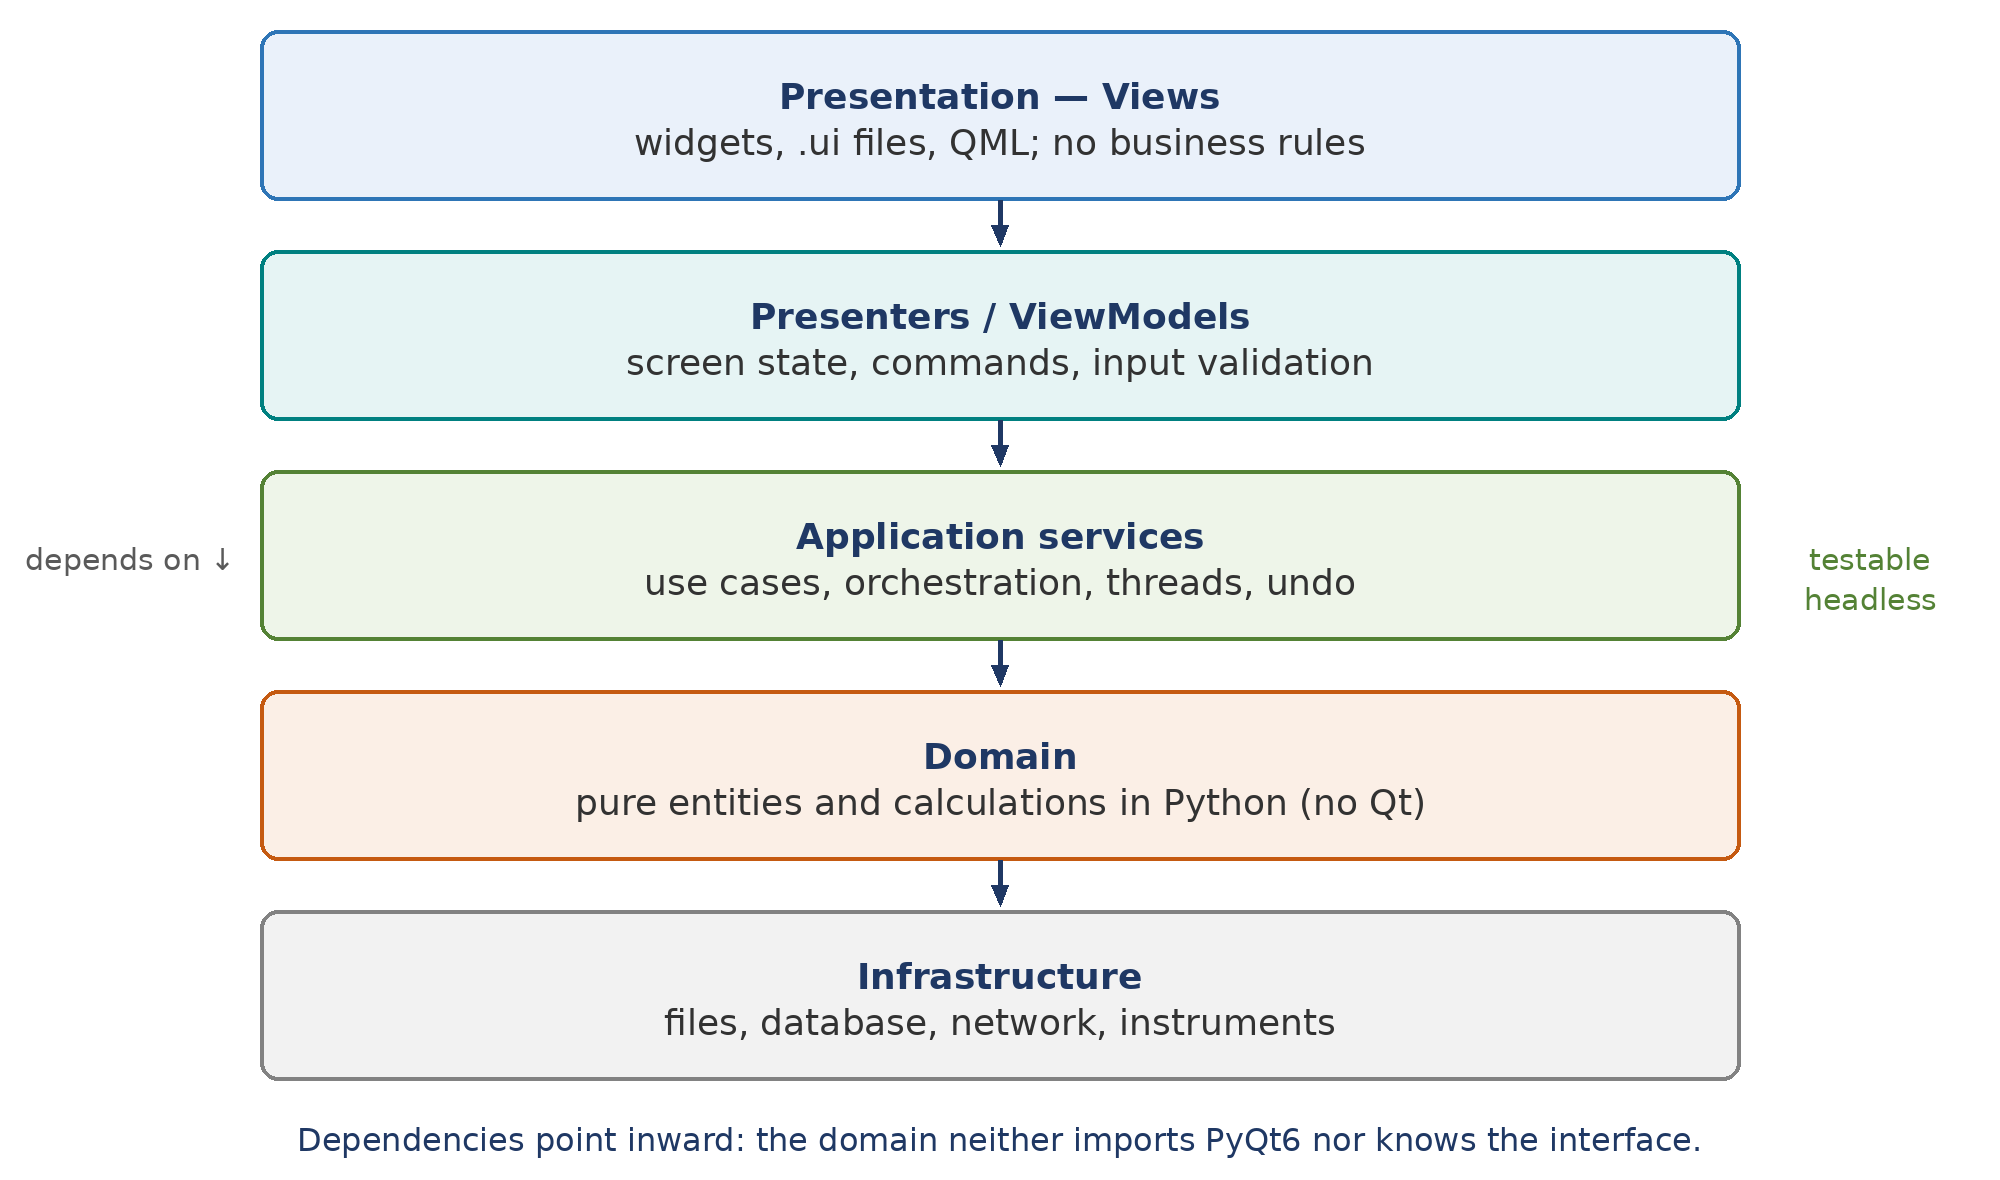 Presentation — Views
widgets, .ui files, QML; no business rules
Presenters / ViewModels
screen state, commands, input validation
Application services
use cases, orchestration, threads, undo
depends on ↓
testable
headless
Domain
pure entities and calculations in Python (no Qt)
Infrastructure
files, database, network, instruments
Dependencies point inward: the domain neither imports PyQt6 nor knows the interface.